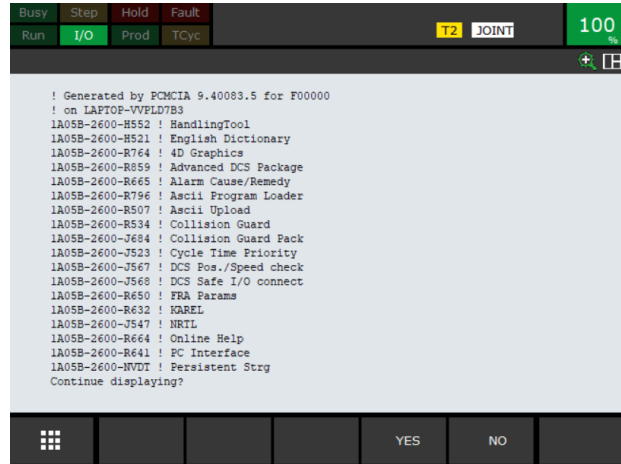 Busy Step Hold Fault
Run I/O Prod TCyc
T2 JOINT
100
%
! Generated by PCMCIA 9.40083.5 for F00000
! on LAPTOP-VVPLD7B3
1A05B-2600-H552 ! HandlingTool
1A05B-2600-H521 ! English Dictionary
1A05B-2600-R764 ! 4D Graphics
1A05B-2600-R859 ! Advanced DCS Package
1A05B-2600-R665 ! Alarm Cause/Remedy
1A05B-2600-R796 ! Ascii Program Loader
1A05B-2600-R507 ! Ascii Upload
1A05B-2600-R534 ! Collision Guard
1A05B-2600-J684 ! Collision Guard Pack
1A05B-2600-J523 ! Cycle Time Priority
1A05B-2600-J567 ! DCS Pos./Speed check
1A05B-2600-J568 ! DCS Safe I/O connect
1A05B-2600-R650 ! FRA Params
1A05B-2600-R632 ! KAREL
1A05B-2600-J547 ! NRTL
1A05B-2600-R664 ! Online Help
1A05B-2600-R641 ! PC Interface
1A05B-2600-NVDT ! Persistent Strg
Continue displaying?
YES NO